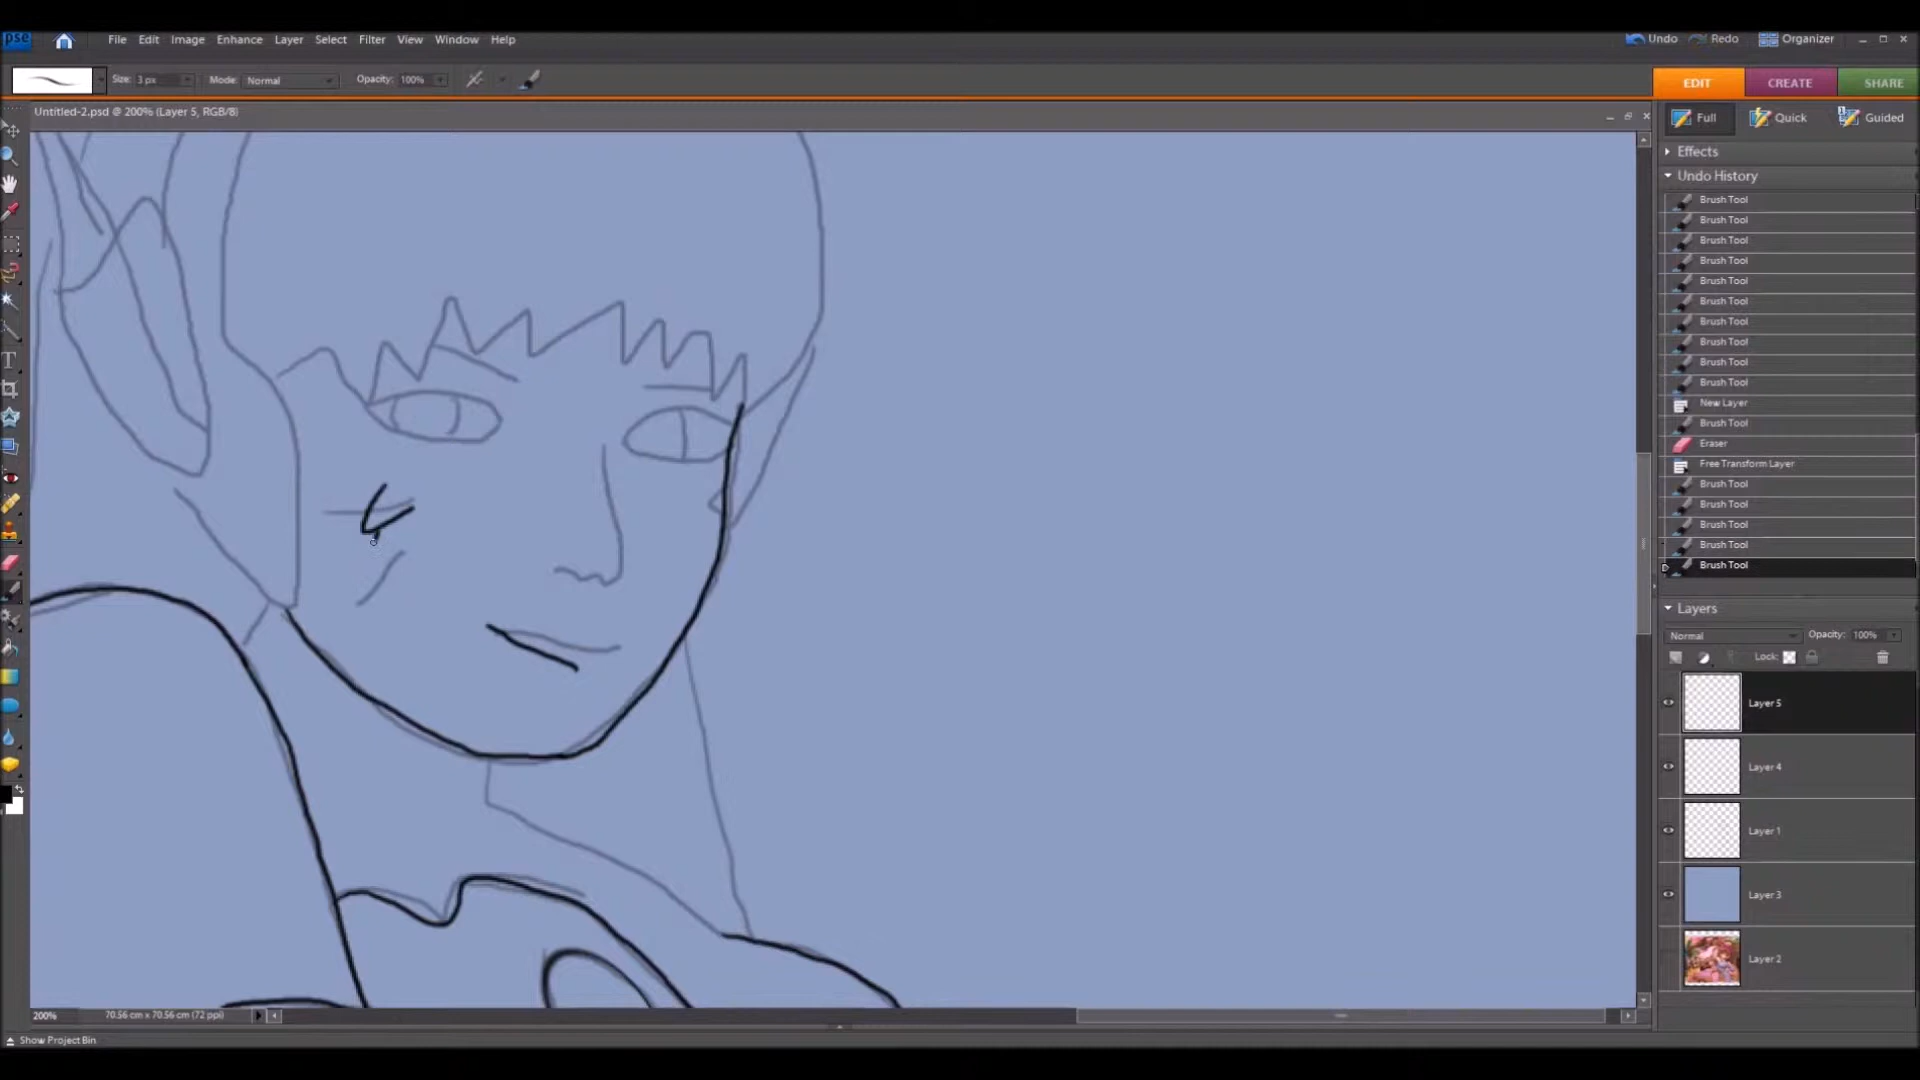 pse File Edit Image Enhance Layer Select Filter View Window Help Undo Redo Organizer
Size: 3 px Mode: Normal Opacity: 100% EDIT CREATE SHARE
Untitled-2.psd @ 200% (Layer 5, RGB/8)
Full Quick Guided
Effects
Undo History
Brush Tool
Brush Tool
Brush Tool
Brush Tool
Brush Tool
Brush Tool
Brush Tool
Brush Tool
Brush Tool
Brush Tool
New Layer
Brush Tool
Eraser
Free Transform Layer
Brush Tool
Brush Tool
Brush Tool
Brush Tool
Brush Tool
Layers
Normal Opacity: 100%
Lock:
Layer 5
Layer 4
Layer 1
Layer 3
Layer 2
200% 70.56 cm x 70.56 cm (72 ppi)
Show Project Bin